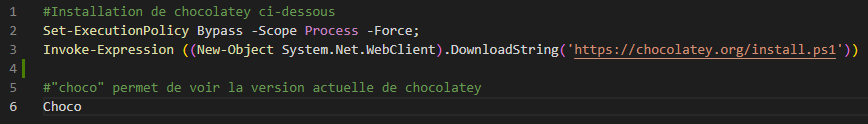 1 #Installation de chocolatey ci-dessous
2 Set-ExecutionPolicy Bypass -Scope Process -Force;
3 Invoke-Expression ((New-Object System.Net.WebClient).DownloadString('https://chocolatey.org/install.ps1'))
4
5 #"choco" permet de voir la version actuelle de chocolatey
6 Choco